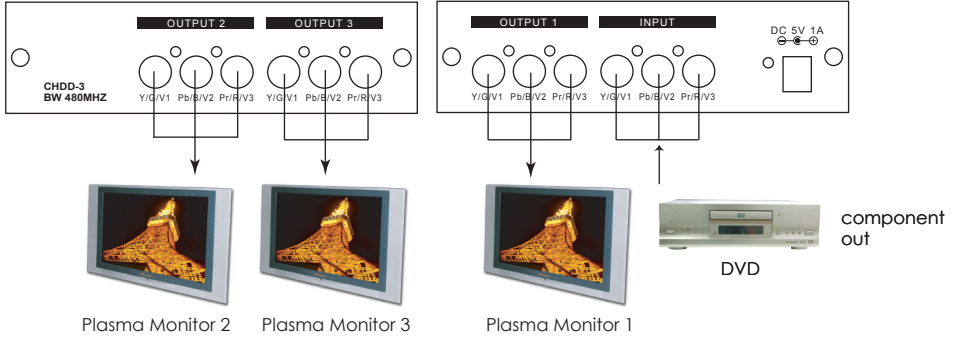 OUTPUT 2
OUTPUT 3
CHDD-3
BW 480MHZ
Y/G/V1 Pb/B/V2 Pr/R/V3
Y/G/V1 Pb/B/V2 Pr/R/V3
OUTPUT 1
INPUT
DC 5V 1A
Y/G/V1 Pb/B/V2 Pr/R/V3
Y/G/V1 Pb/B/V2 Pr/R/V3
component
out
DVD
Plasma Monitor 2
Plasma Monitor 3
Plasma Monitor 1